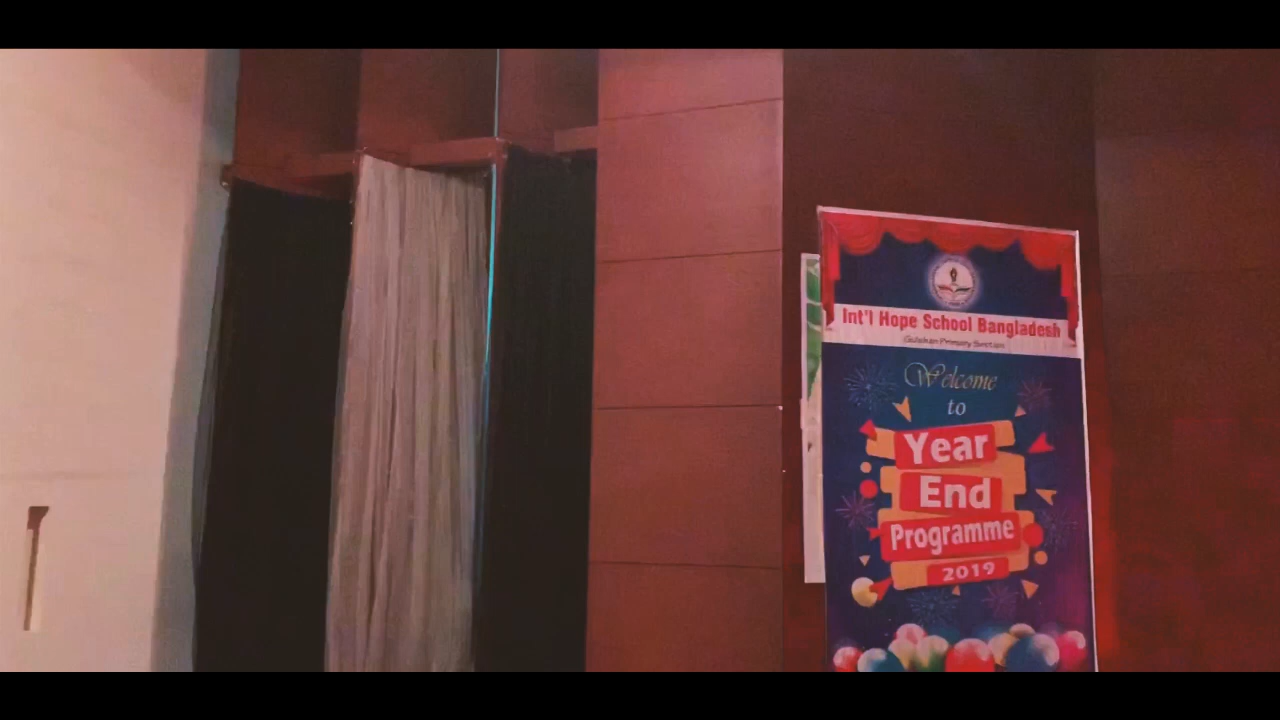 Int'l Hope School Bangladesh
Gulshan Primary Section
Welcome
to
Year
End
Programme
2019